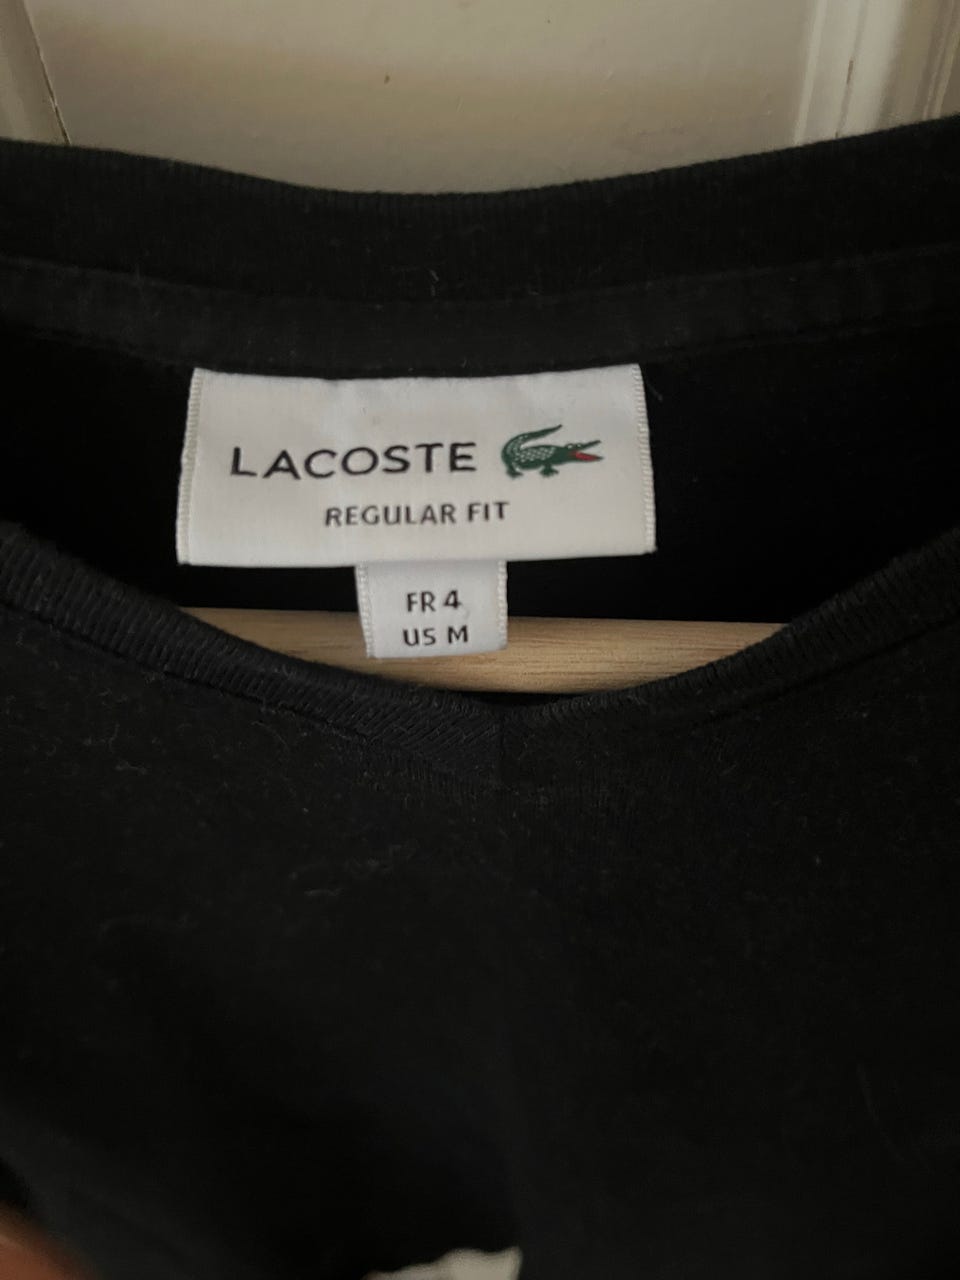 LACOSTE
REGULAR FIT
FR 4
US M